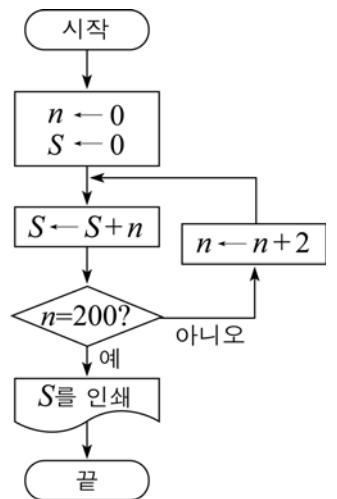 시작
n ← 0
S ← 0
S ← S+n
n ← n+2
n=200?
아니오
예
S를 인쇄
끝